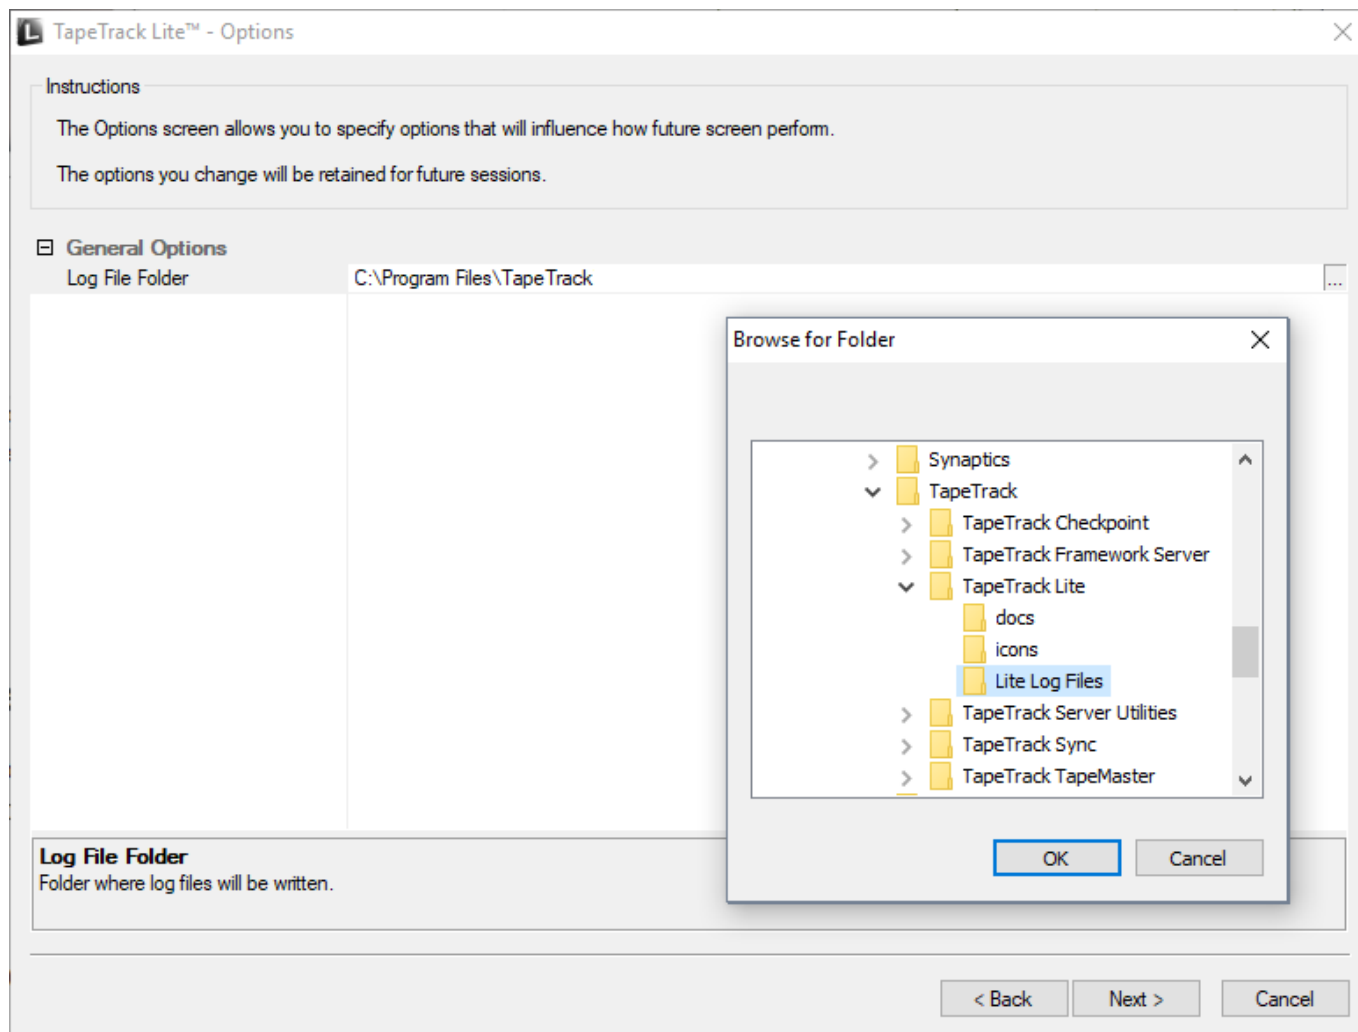 TapeTrack Lite™ - Options
Instructions
The Options screen allows you to specify options that will influence how future screen perform.
The options you change will be retained for future sessions.
General Options
Log File Folder
C:\Program Files\TapeTrack
...
Browse for Folder
Synaptics
TapeTrack
TapeTrack Checkpoint
TapeTrack Framework Server
TapeTrack Lite
docs
icons
Lite Log Files
TapeTrack Server Utilities
TapeTrack Sync
TapeTrack TapeMaster
OK
Cancel
Log File Folder
Folder where log files will be written.
< Back
Next >
Cancel